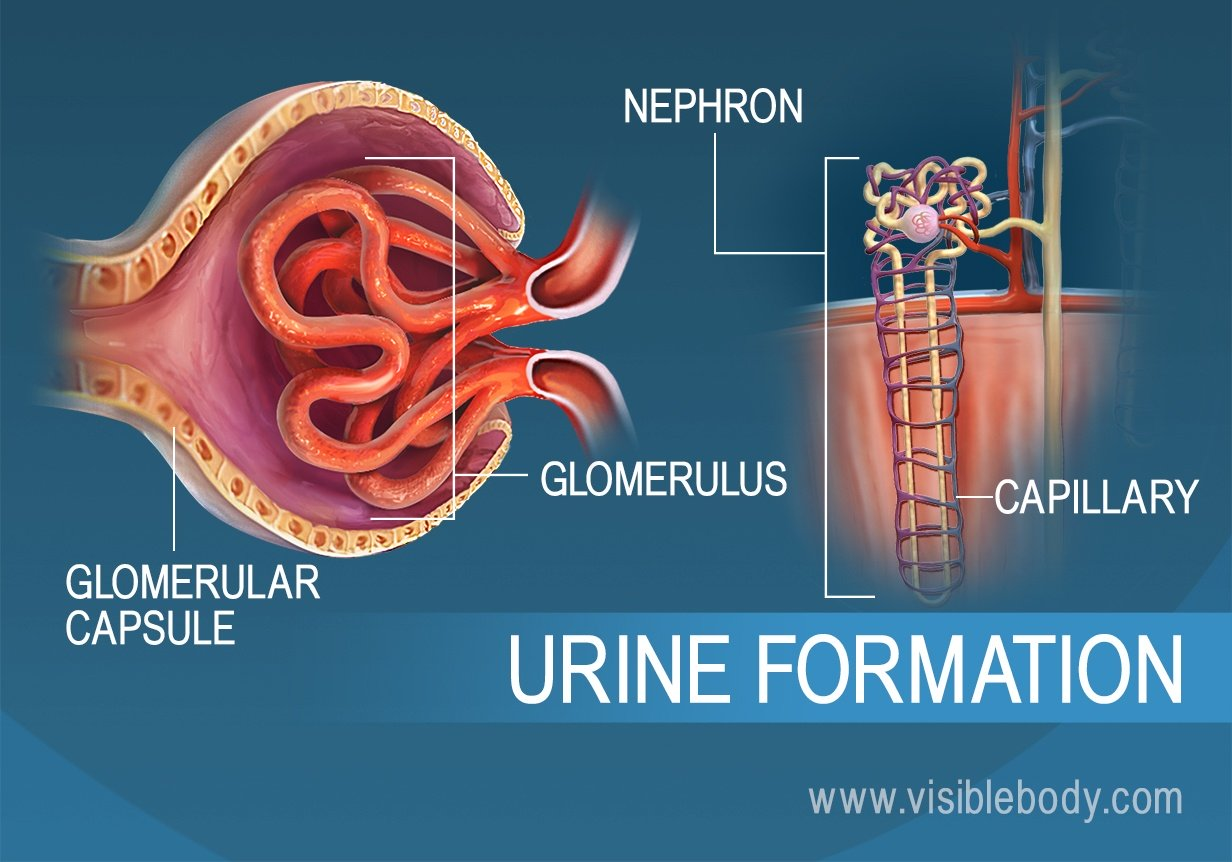 NEPHRON
GLOMERULUS
CAPILLARY
GLOMERULAR
CAPSULE
URINE FORMATION
www.visiblebody.com